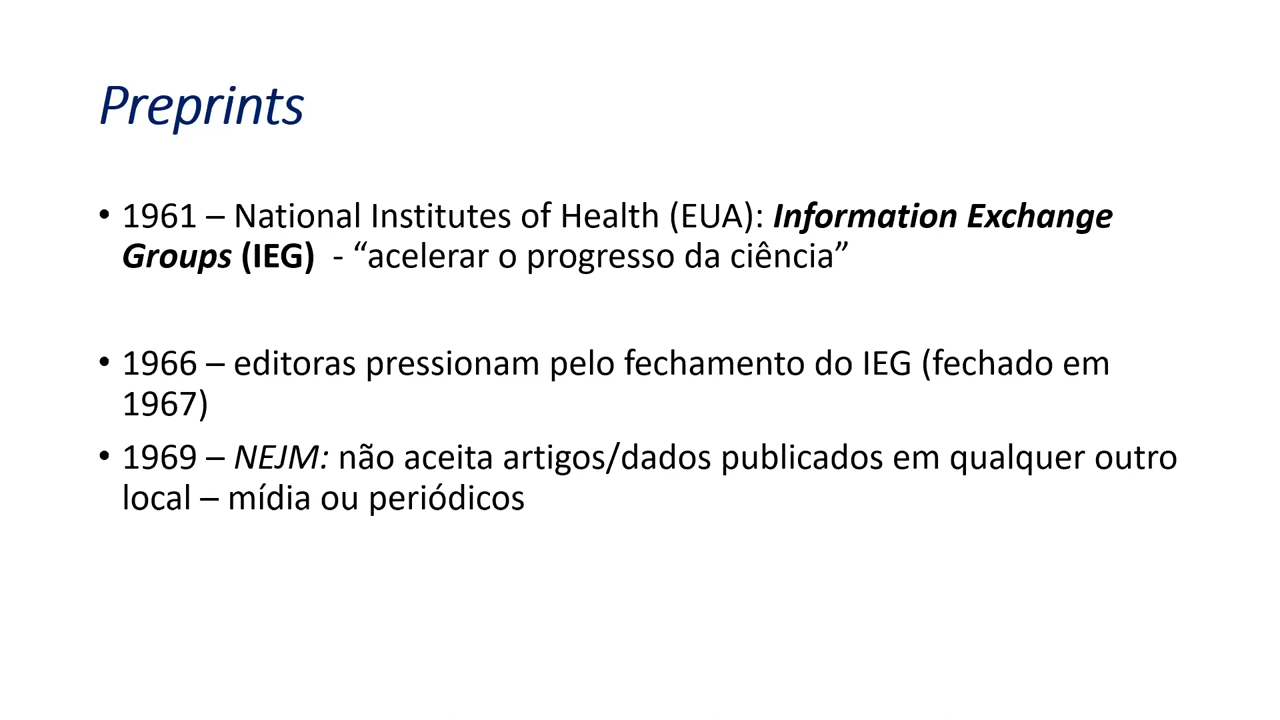 Preprints
• 1961 – National Institutes of Health (EUA): Information Exchange
Groups (IEG)  - “acelerar o progresso da ciência”
• 1966 – editoras pressionam pelo fechamento do IEG (fechado em
1967)
• 1969 – NEJM: não aceita artigos/dados publicados em qualquer outro
local – mídia ou periódicos